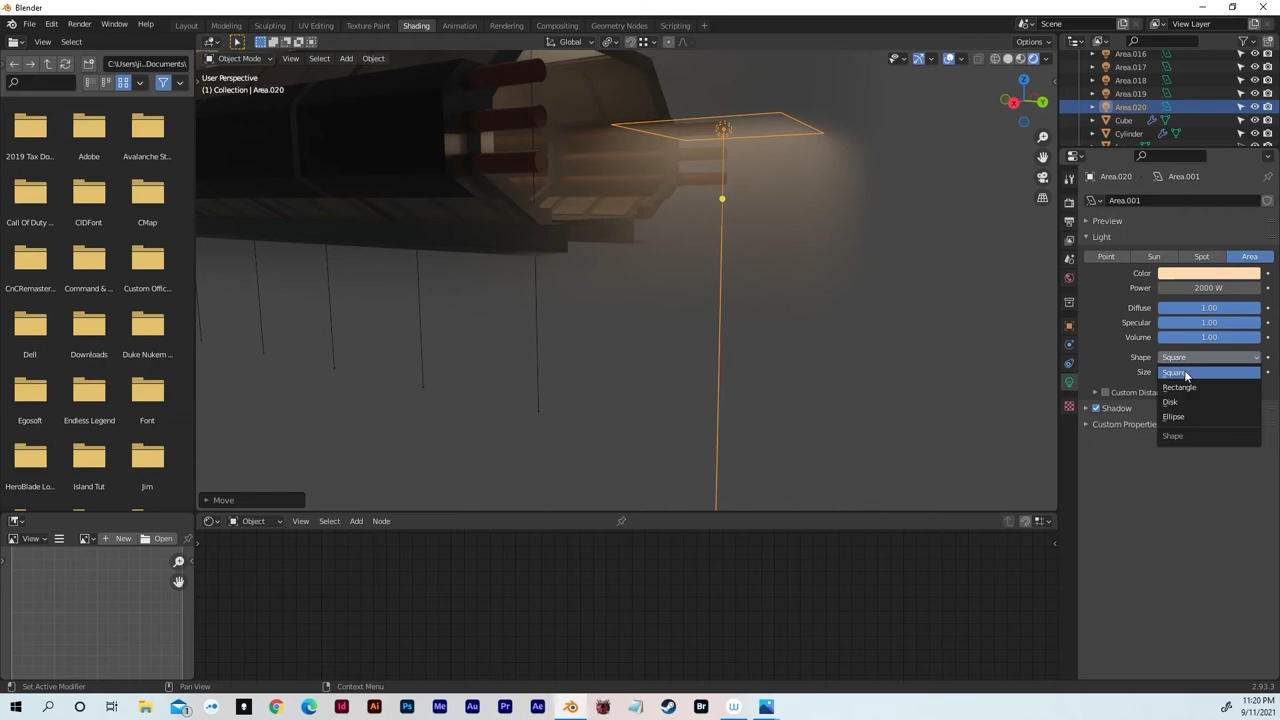 Blender
File Edit Render Window Help Layout Modeling Sculpting UV Editing Texture Paint Shading Animation Rendering Compositing Geometry Nodes Scripting + Scene View Layer
View Select C:\Users\ji...Documents\ Global Options
Object Mode View Select Add Object
User Perspective
(1) Collection | Area.020
2019 Tax Do... Adobe Avalanche St...
Call Of Duty ... CIDFont CMap
CnCRemaster... Command & ... Custom Offic...
Dell Downloads Duke Nukem ...
Egosoft Endless Legend Font
HeroBlade Lo... Island Tut Jim
Move
Area.016
Area.017
Area.018
Area.019
Area.020
Cube
Cylinder
Area.020 Area.001
Area.001
Preview
Light
Point Sun Spot Area
Color
Power 2000 W
Diffuse 1.00
Specular 1.00
Volume 1.00
Shape Square
Size Square
Rectangle
Custom Dista
Disk
Shadow
Ellipse
Custom Propertie
Shape
Object View Select Add Node
View + New Open
Set Active Modifier Pan View Context Menu 2.93.3
11:20 PM
9/11/2021